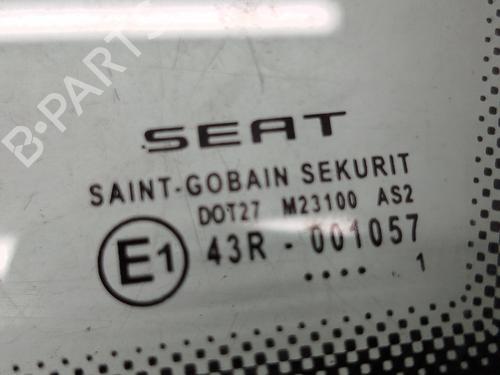 B-PARTS
SEAT
SAINT-GOBAIN SEKURIT
DOT27 M23100 AS2
E1 43R - 001057
.... 1